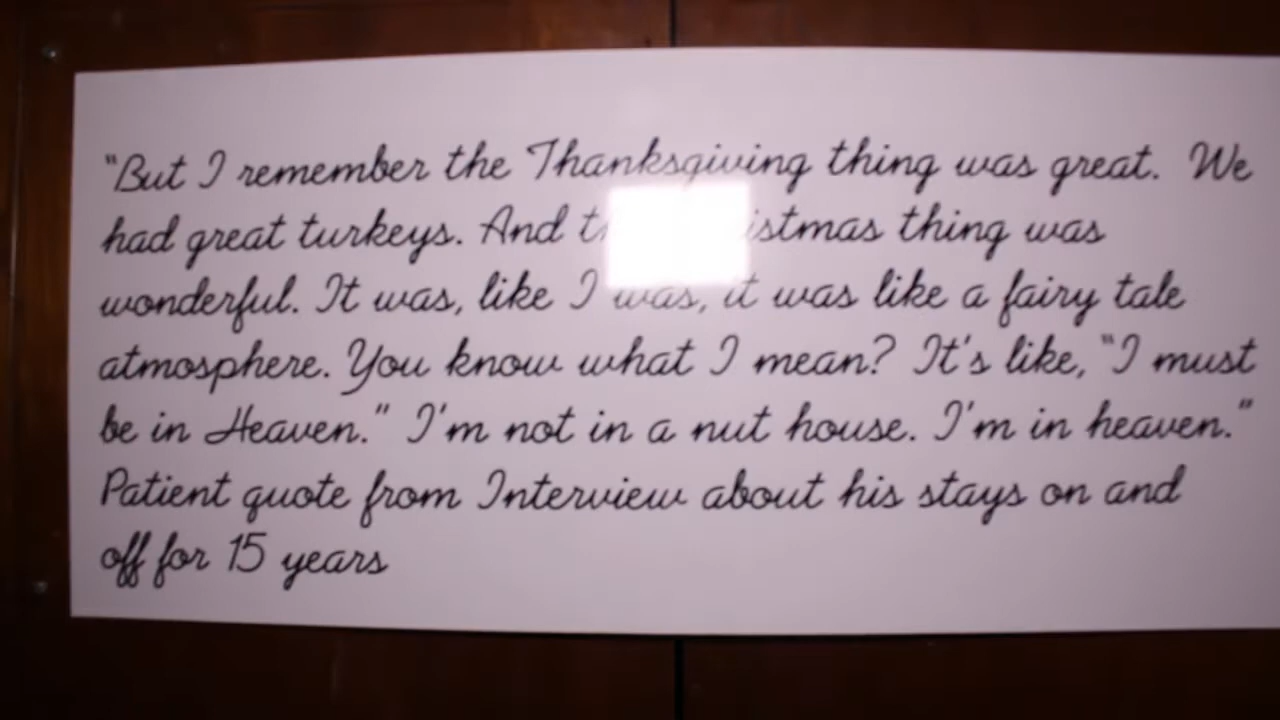 "But I remember the Thanksgiving thing was great. We
had great turkeys. And thing was
wonderful. It was, like I was, it was like a fairy tale
atmosphere. You know what I mean? It's like, "I must
be in Heaven." I'm not in a nut house. I'm in heaven."
Patient quote from Interview about his stays on and
off for 15 years